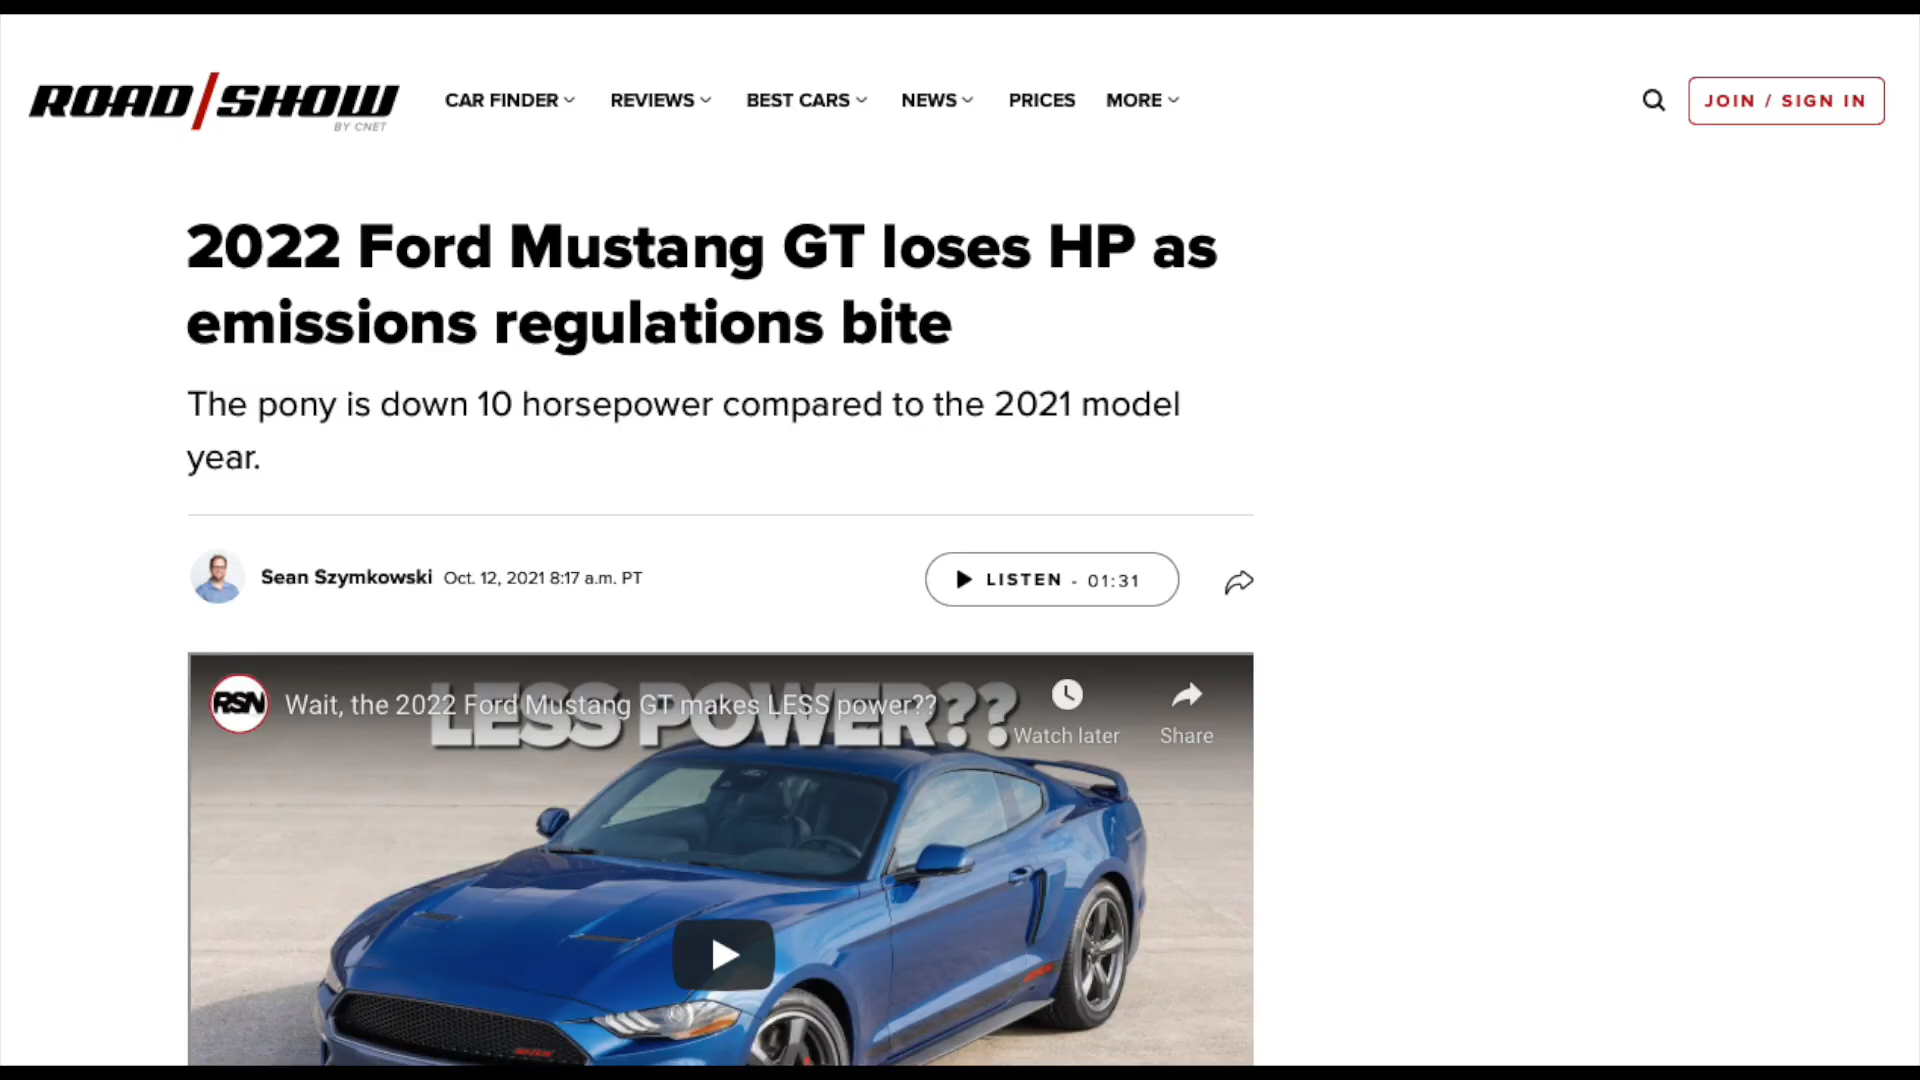 ROAD/SHOW
BY CNET
CAR FINDER REVIEWS BEST CARS NEWS PRICES MORE
JOIN / SIGN IN
2022 Ford Mustang GT loses HP as
emissions regulations bite
The pony is down 10 horsepower compared to the 2021 model
year.
Sean Szymkowski Oct. 12, 2021 8:17 a.m. PT
LISTEN - 01:31
RSN
Wait, the 2022 Ford Mustang GT makes LESS power??
LESS POWER??
Watch later
Share